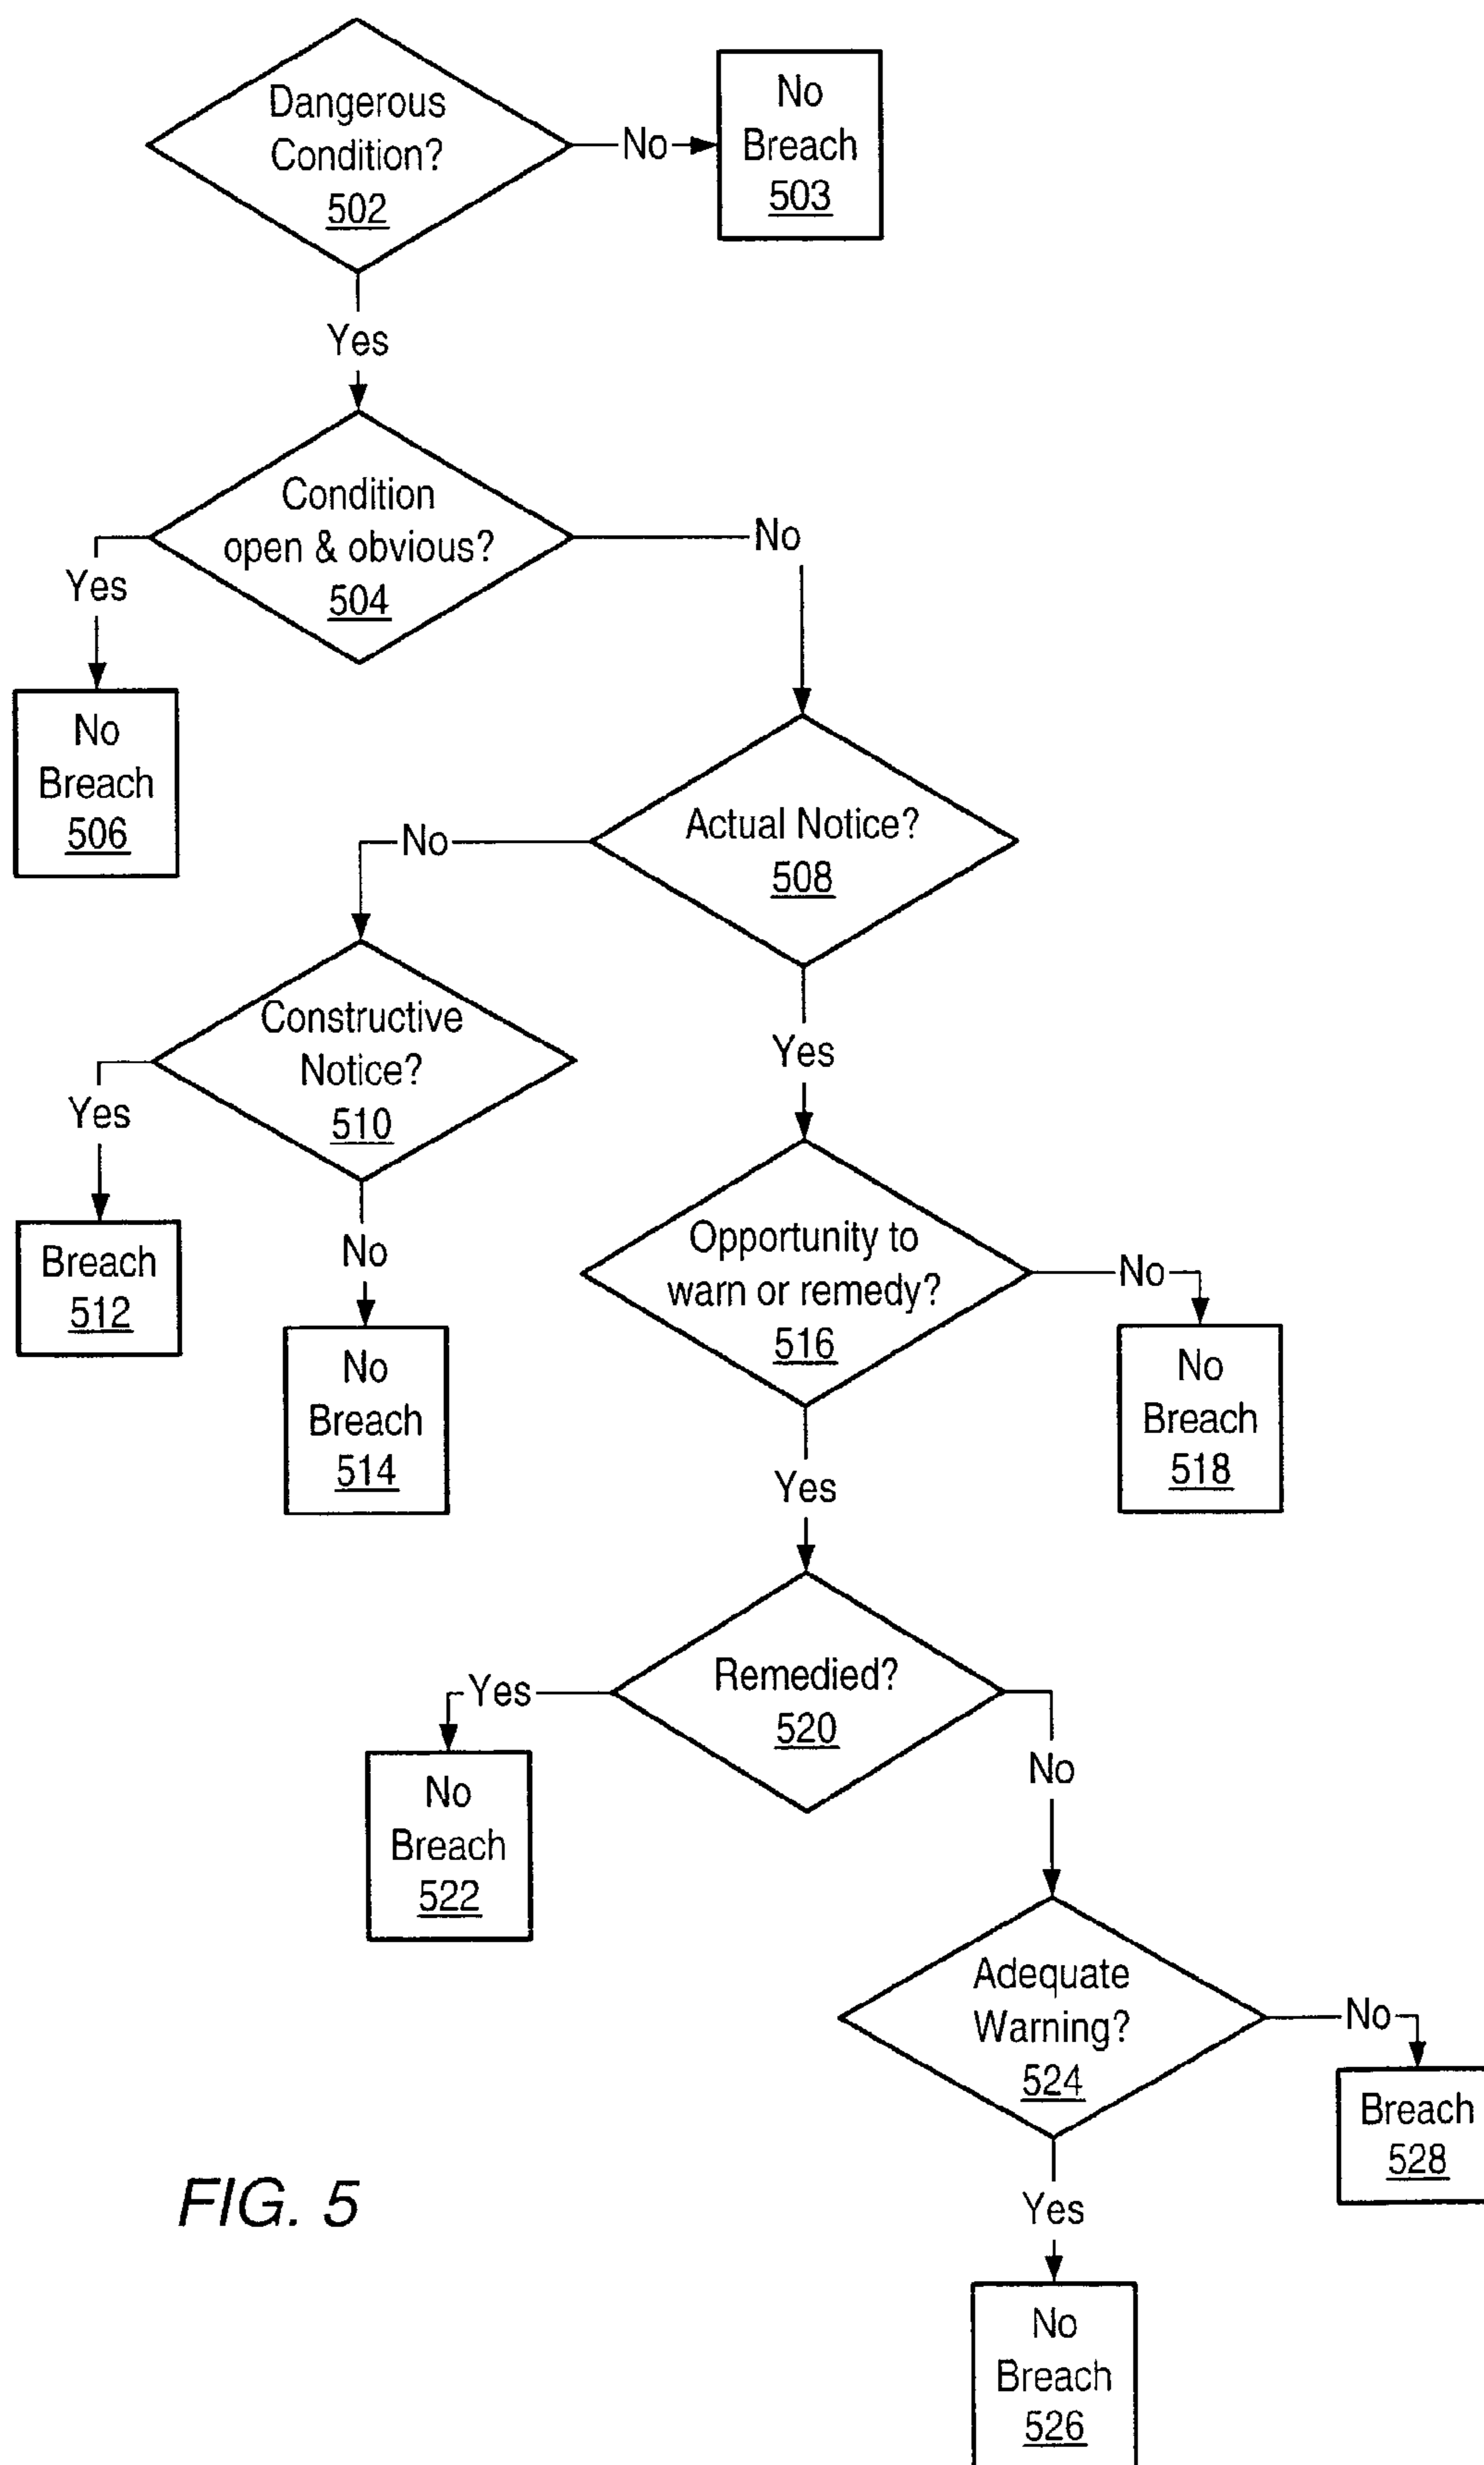 Dangerous
Condition?
502
No
No
Breach
503
Yes
Condition
open & obvious?
504
No
Yes
No
Breach
506
Actual Notice?
508
No
Constructive
Notice?
510
Yes
Yes
Breach
512
No
No
Breach
514
Opportunity to
warn or remedy?
516
No
No
Breach
518
Yes
Remedied?
520
Yes
No
No
Breach
522
Adequate
Warning?
524
No
Breach
528
Yes
No
Breach
526
FIG. 5